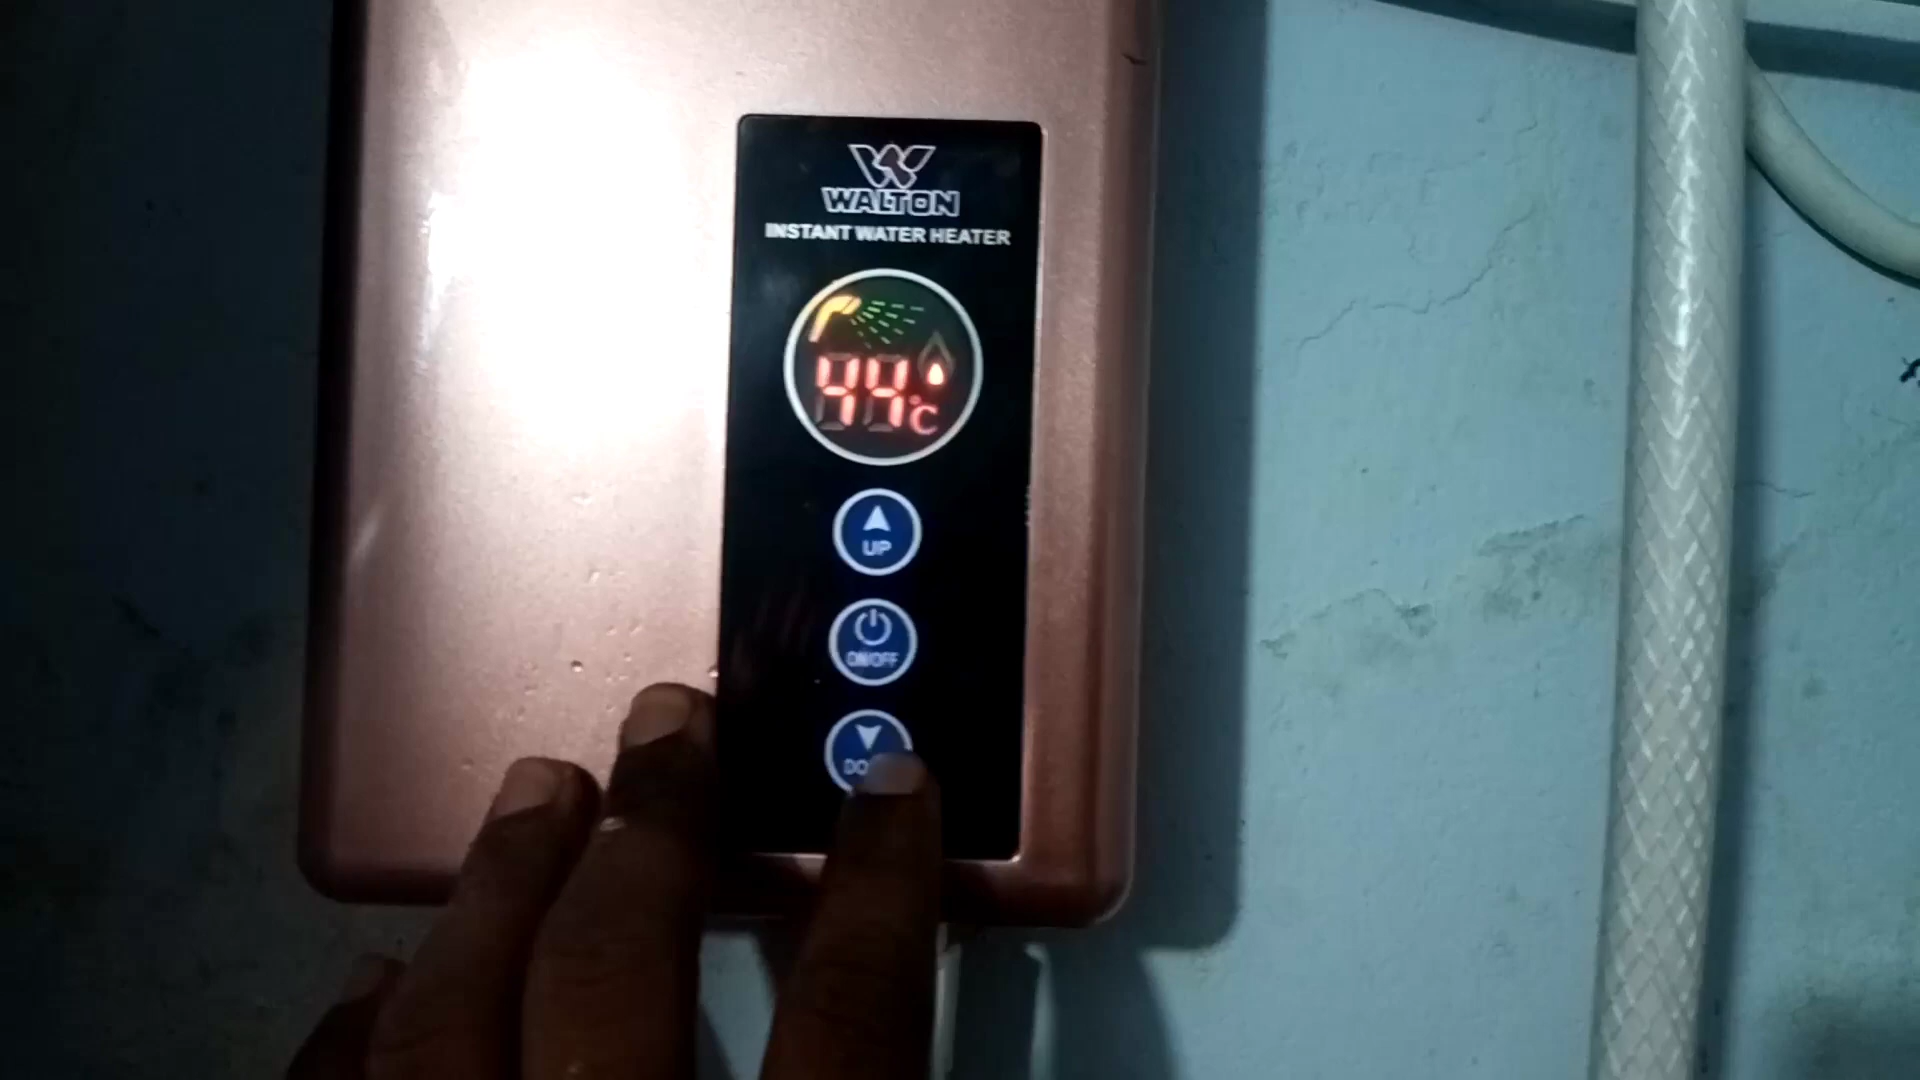 WALTON
INSTANT WATER HEATER
44°C
UP
ON/OFF